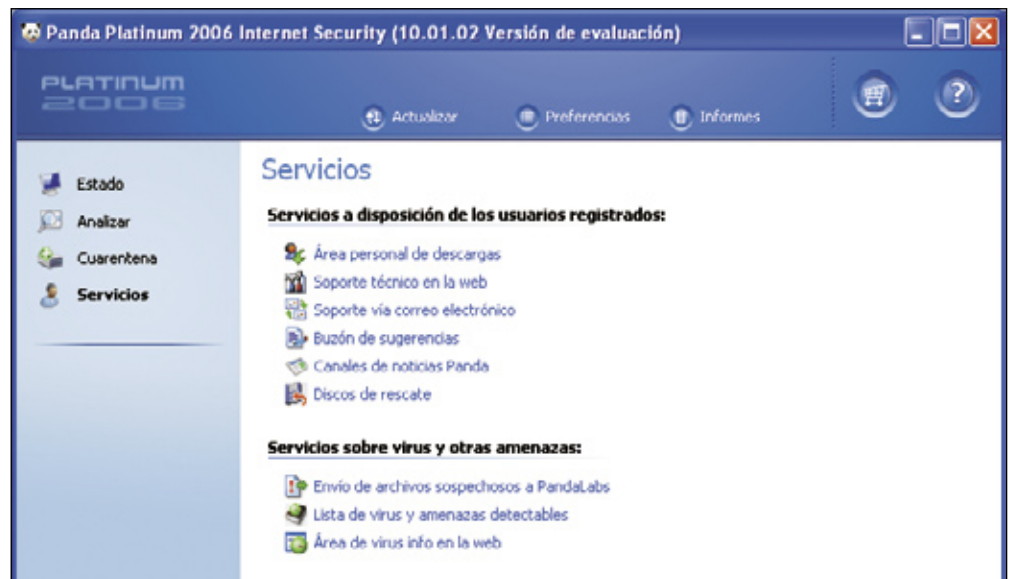 Panda Platinum 2006 Internet Security (10.01.02 Versión de evaluación)
PLATINUM
2006
Actualizar
Preferencias
Informes
?
Estado
Analizar
Cuarentena
Servicios
Servicios
Servicios a disposición de los usuarios registrados:
Área personal de descargas
Soporte técnico en la web
Soporte vía correo electrónico
Buzón de sugerencias
Canales de noticias Panda
Discos de rescate
Servicios sobre virus y otras amenazas:
Envío de archivos sospechosos a PandaLabs
Lista de virus y amenazas detectables
Área de virus info en la web